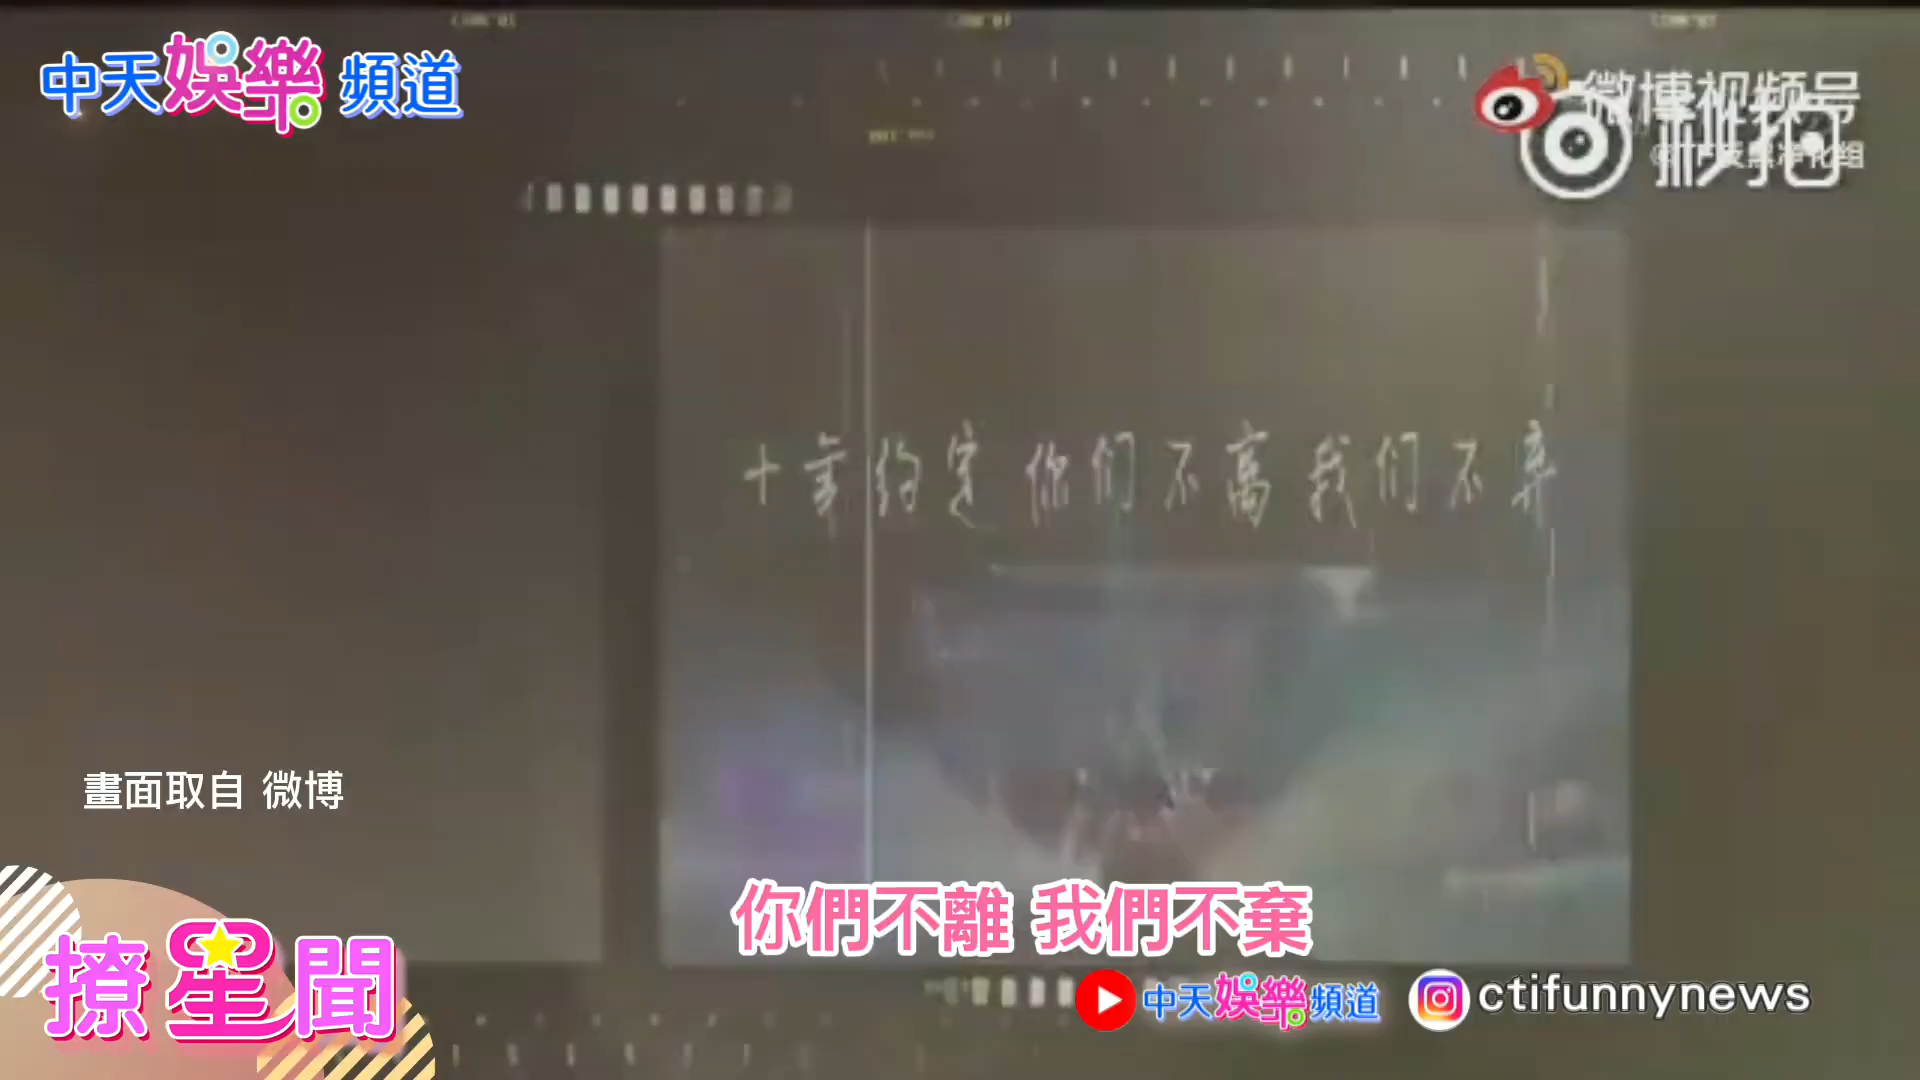 中天娛樂頻道
微博视频号
秒拍
十年约定 你们不离 我们不弃
畫面取自 微博
你們不離 我們不棄
撩星聞
中天娛樂頻道
ctifunnynews